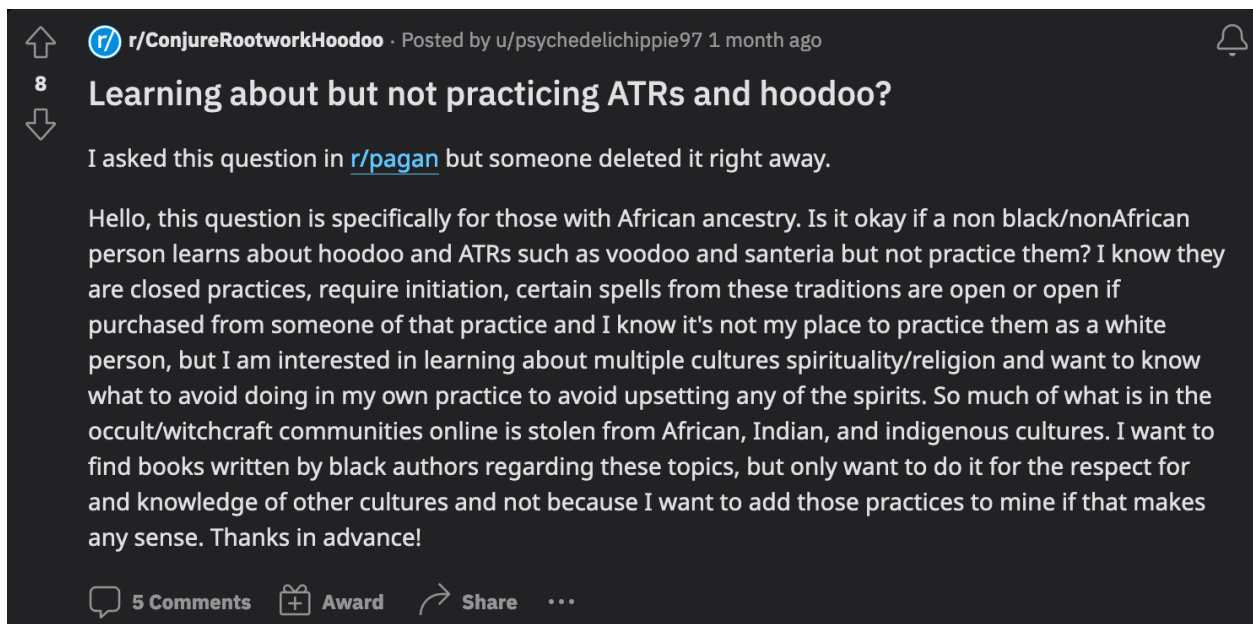 r/ConjureRootworkHoodoo · Posted by u/psychedelichippie97 1 month ago
8
Learning about but not practicing ATRs and hoodoo?
I asked this question in r/pagan but someone deleted it right away.
Hello, this question is specifically for those with African ancestry. Is it okay if a non black/nonAfrican
person learns about hoodoo and ATRs such as voodoo and santeria but not practice them? I know they
are closed practices, require initiation, certain spells from these traditions are open or open if
purchased from someone of that practice and I know it's not my place to practice them as a white
person, but I am interested in learning about multiple cultures spirituality/religion and want to know
what to avoid doing in my own practice to avoid upsetting any of the spirits. So much of what is in the
occult/witchcraft communities online is stolen from African, Indian, and indigenous cultures. I want to
find books written by black authors regarding these topics, but only want to do it for the respect for
and knowledge of other cultures and not because I want to add those practices to mine if that makes
any sense. Thanks in advance!
5 Comments Award Share ...